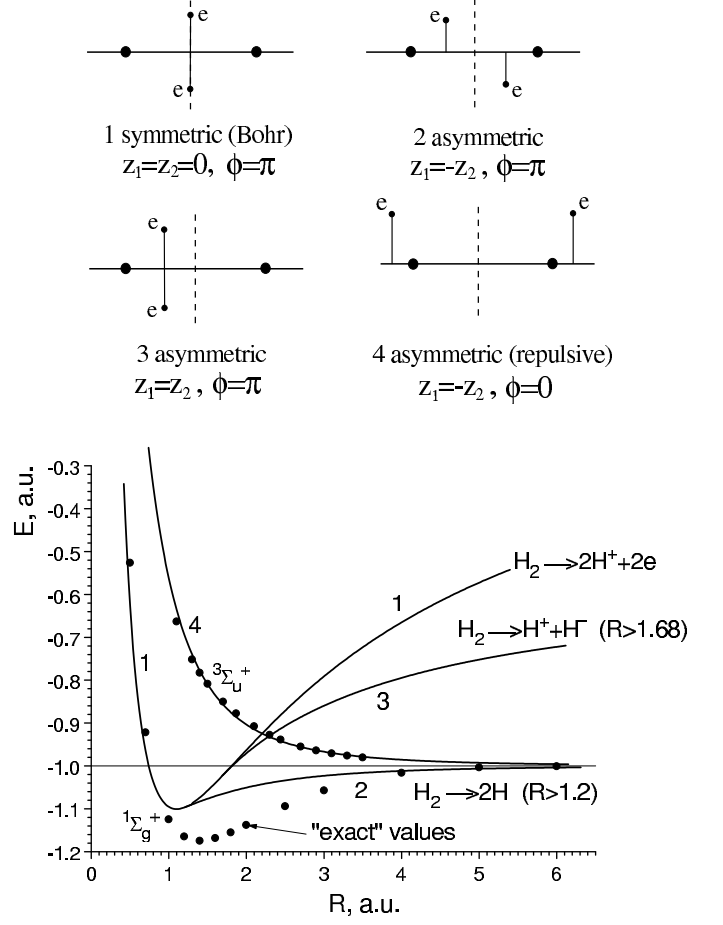 e
e
e
e
1 symmetric (Bohr)
z₁=z₂=0, ϕ=π
2 asymmetric
z₁=-z₂ , ϕ=π
e
e
e
e
3 asymmetric
z₁=z₂ , ϕ=π
4 asymmetric (repulsive)
z₁=-z₂ , ϕ=0
E, a.u.
-0.3
-0.4
-0.5
-0.6
-0.7
-0.8
-0.9
-1.0
-1.1
-1.2
H₂→2H⁺+2e
1
H₂→H⁺+H⁻ (R>1.68)
4
1
³Σᵤ⁺
3
2
H₂→2H (R>1.2)
¹Σg⁺
"exact" values
0 1 2 3 4 5 6
R, a.u.